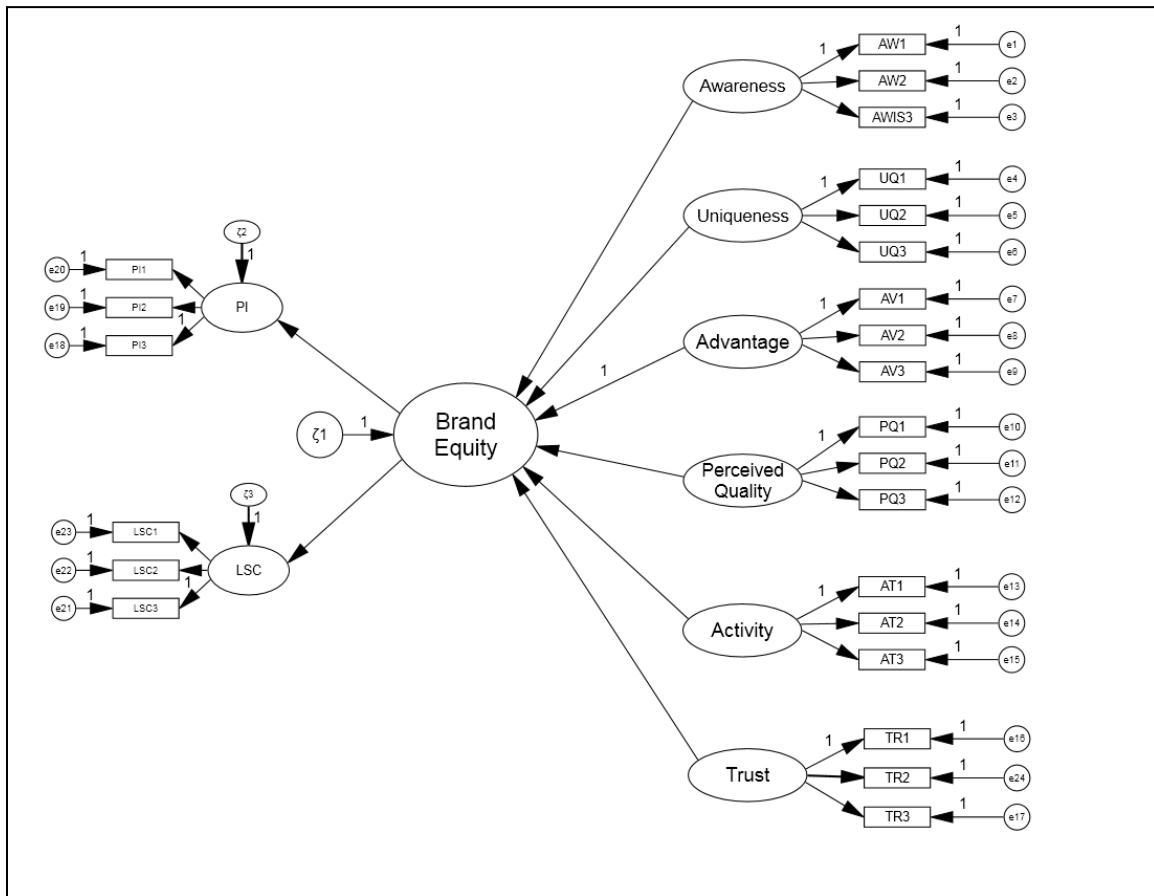 1 AW1 1 e1
Awareness AW2 1 e2
AWIS3 1 e3
1 UQ1 1 e4
Uniqueness UQ2 1 e5
UQ3 1 e6
ζ2
1
e20 1 PI1
e19 1 PI2 PI
e18 1 PI3 1
1 AV1 1 e7
Advantage AV2 1 e8
1 AV3 1 e9
ζ1 1
Brand
Equity
1 PQ1 1 e10
Perceived
Quality
PQ2 1 e11
PQ3 1 e12
ζ3
1
e23 1 LSC1
e22 1 LSC2 LSC
e21 1 LSC3 1
1 AT1 1 e13
Activity AT2 1 e14
AT3 1 e15
1 TR1 1 e16
Trust TR2 1 e24
TR3 1 e17